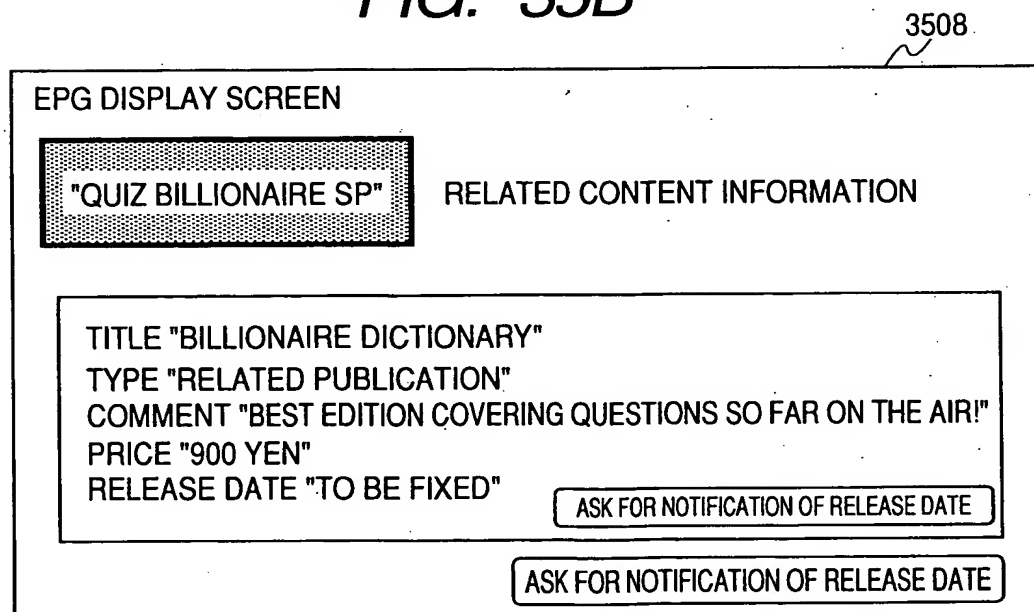 FIG. 35B
3508
EPG DISPLAY SCREEN
"QUIZ BILLIONAIRE SP" RELATED CONTENT INFORMATION
TITLE "BILLIONAIRE DICTIONARY"
TYPE "RELATED PUBLICATION"
COMMENT "BEST EDITION COVERING QUESTIONS SO FAR ON THE AIR!"
PRICE "900 YEN"
RELEASE DATE "TO BE FIXED"
ASK FOR NOTIFICATION OF RELEASE DATE
ASK FOR NOTIFICATION OF RELEASE DATE